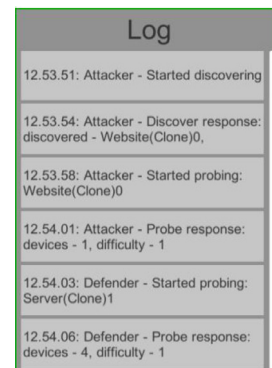 Log
12.53.51: Attacker - Started discovering
12.53.54: Attacker - Discover response:
discovered - Website(Clone)0,
12.53.58: Attacker - Started probing:
Website(Clone)0
12.54.01: Attacker - Probe response:
devices - 1, difficulty - 1
12.54.03: Defender - Started probing:
Server(Clone)1
12.54.06: Defender - Probe response:
devices - 4, difficulty - 1